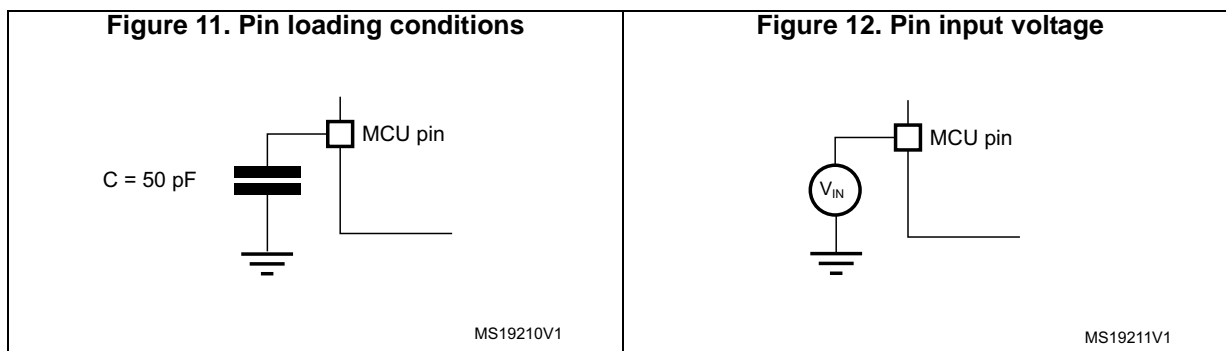 Figure 11. Pin loading conditions
MCU pin
C = 50 pF
MS19210V1
Figure 12. Pin input voltage
MCU pin
VIN
MS19211V1